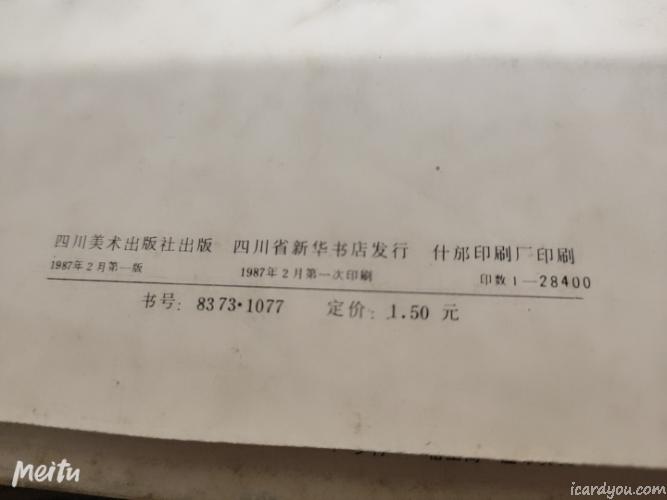 四川美术出版社出版 四川省新华书店发行 什邡印刷厂印刷
1987年2月第一版 1987年2月第一次印刷 印数1—28400
书号：8373·1077 定价：1.50元
Meitu
icardyou.com